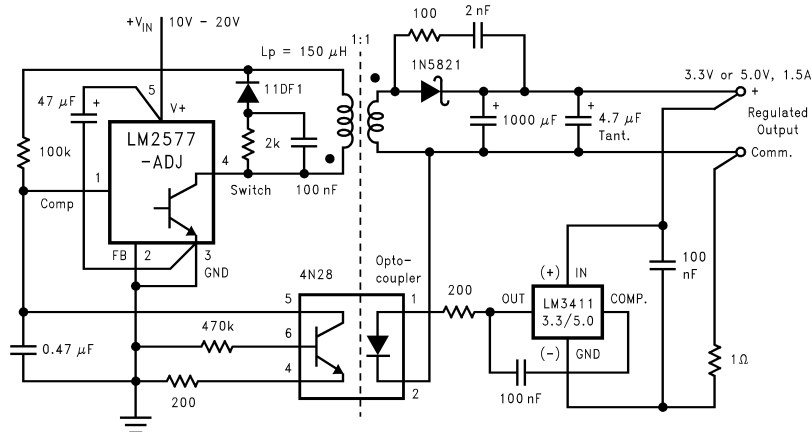 +VIN 10V - 20V
Lp = 150 μH
1:1
100
2 nF
1N5821
3.3V or 5.0V, 1.5A
+
Regulated
Output
Comm.
47 μF
+
5
V+
11DF1
LM2577
-ADJ
100k
1
Comp
4
Switch
2k
100 nF
+
1000 μF
+
4.7 μF
Tant.
FB
2
3
GND
Opto-
coupler
4N28
5
6
4
1
2
470k
200
0.47 μF
200
OUT
(+)
IN
LM3411
3.3/5.0
COMP.
(-)
GND
100 nF
100
nF
1Ω